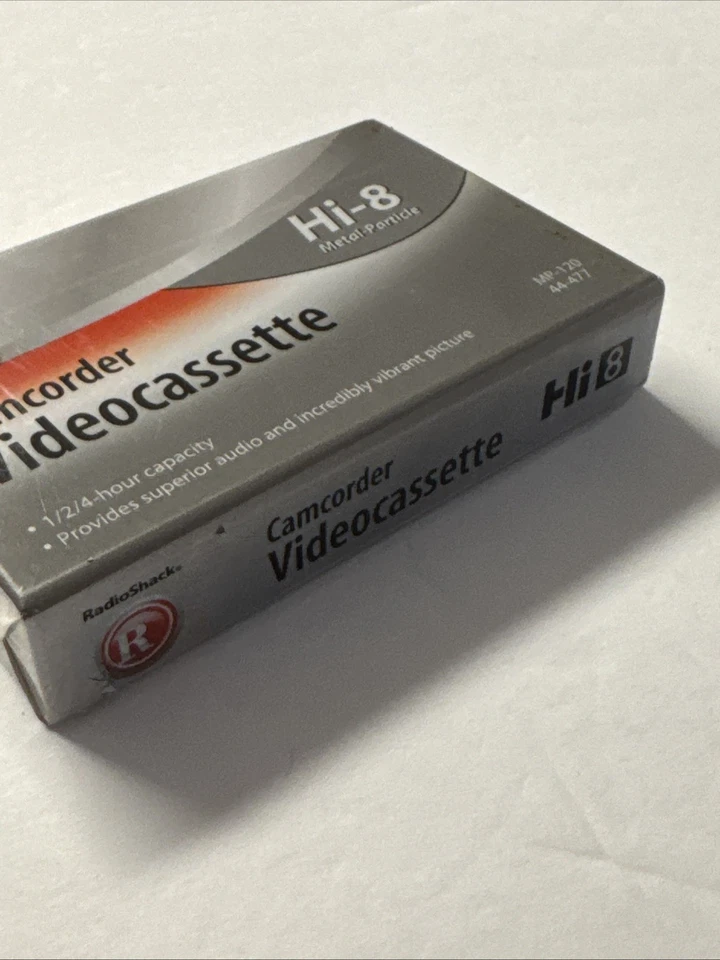 Hi-8
Metal-Particle
MP-120
44-477
ncorder
Videocassette
• 1/2/4-hour capacity
• Provides superior audio and incredibly vibrant picture
Hi8
Camcorder
Videocassette
RadioShack®
R